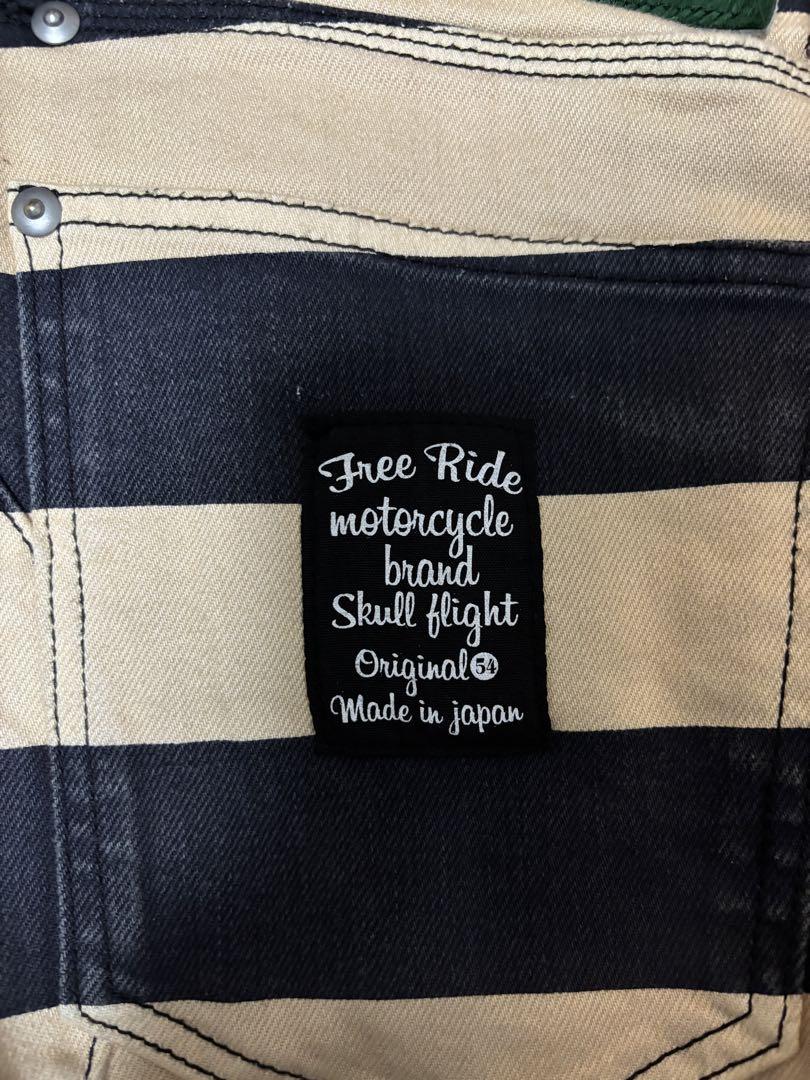 Free Ride
motorcycle
brand
Skull flight
Original 54
Made in japan